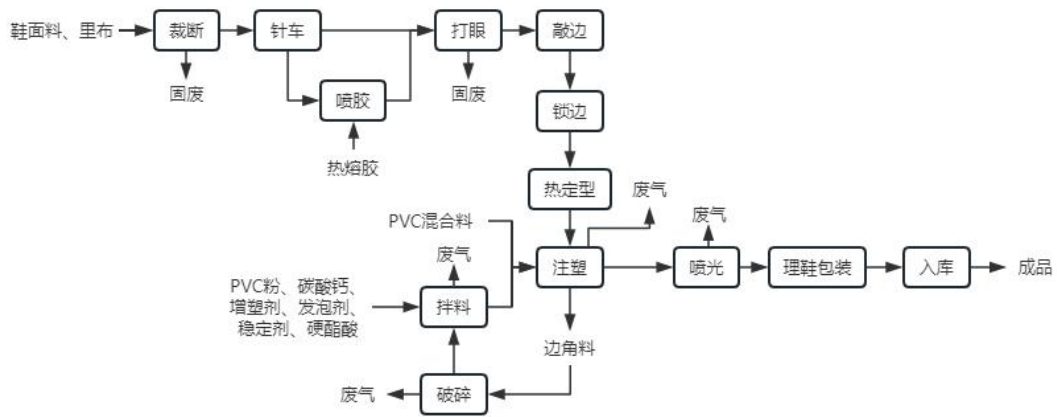 鞋面料、里布
裁断
针车
打眼
敲边
固废
喷胶
固废
锁边
热熔胶
热定型
废气
PVC混合料
废气
废气
注塑
喷光
理鞋包装
入库
成品
PVC粉、碳酸钙、
增塑剂、发泡剂、
稳定剂、硬酯酸
拌料
边角料
废气
破碎